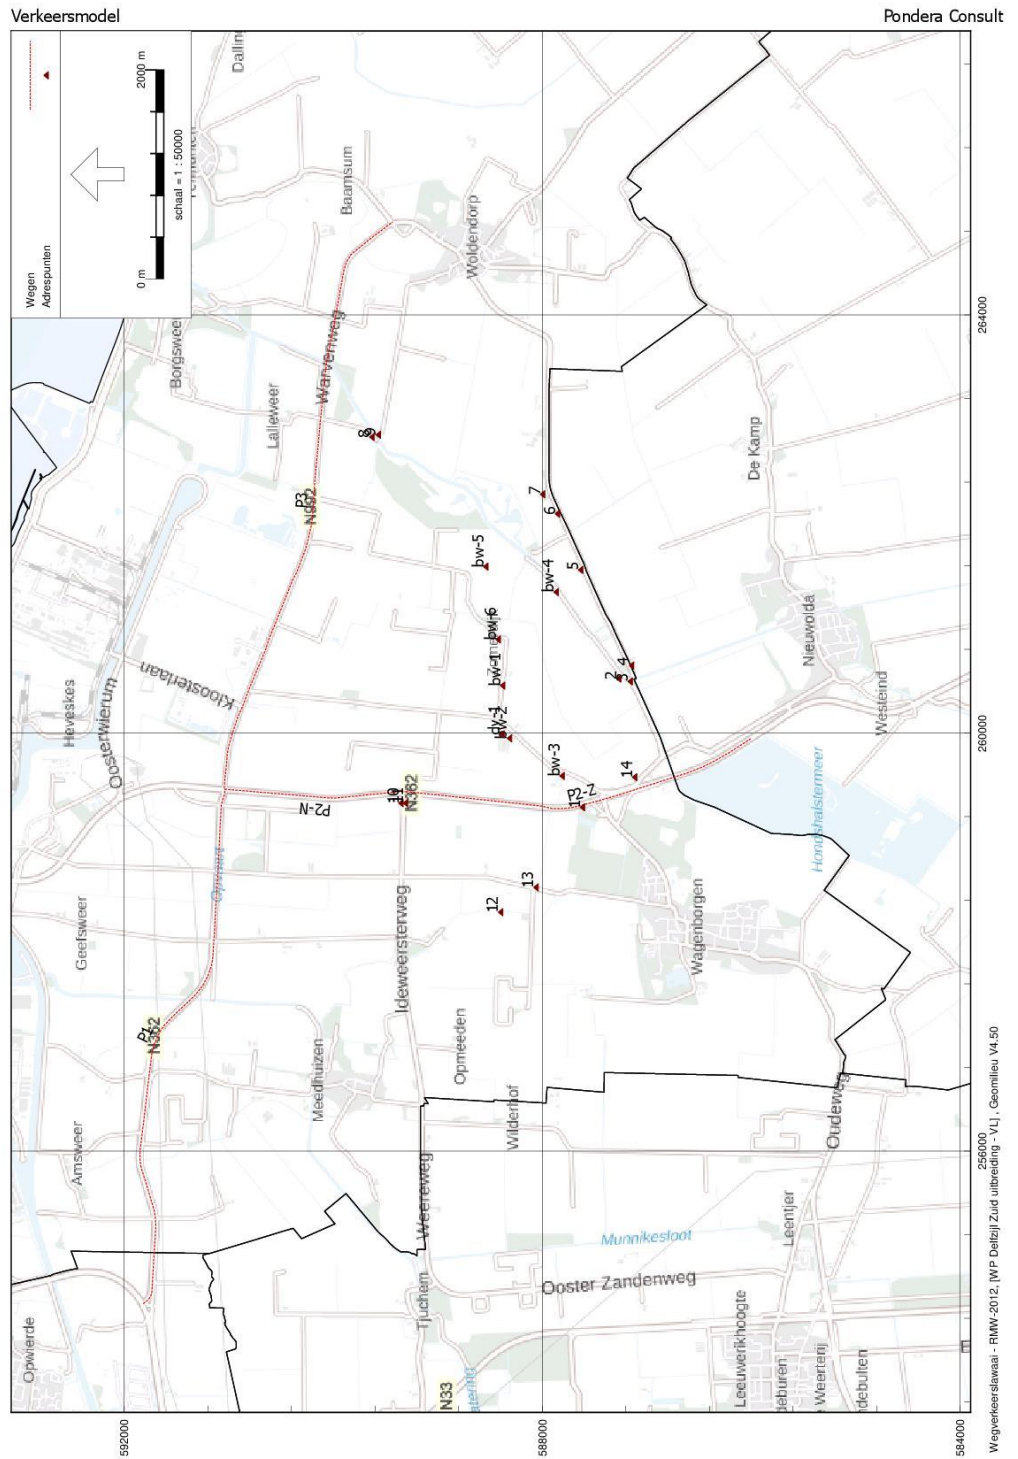 Verkeersmodel
Pondera Consult
Wegen
Adrespunten
0 m
2000 m
schaal = 1 : 50000
Baamsum
Woldendorp
Borgsweer
Warvenweg
Lalleweer
8
9
P3
N992
7
6
5
bw-5
bw-4
bw-6
bw-1
bw-2
bw-3
2
3
4
14
De Kamp
Nieuwolda
Westeind
Hondshalstermeer
Heveskes
Oosterwierum
Kloosterlaan
10
11
N362
P2-N
P2-Z
1
13
12
Geefsweer
Ideweersterweg
Wagenborgen
P1
N362
Meedhuizen
Opmeeden
Wilderhof
Oudeweg
Amsweer
Weereweg
Munnikesloot
Leentjer
Ooster Zandenweg
Tjuchem
Opwierde
N33
Leeuwerikhoogte
Weerterij
264000
260000
256000
592000
588000
584000
Wegverkeerslawaai - RMW-2012, [WP Delfzijl Zuid uitbreiding - VL] , Geomilieu V4.50